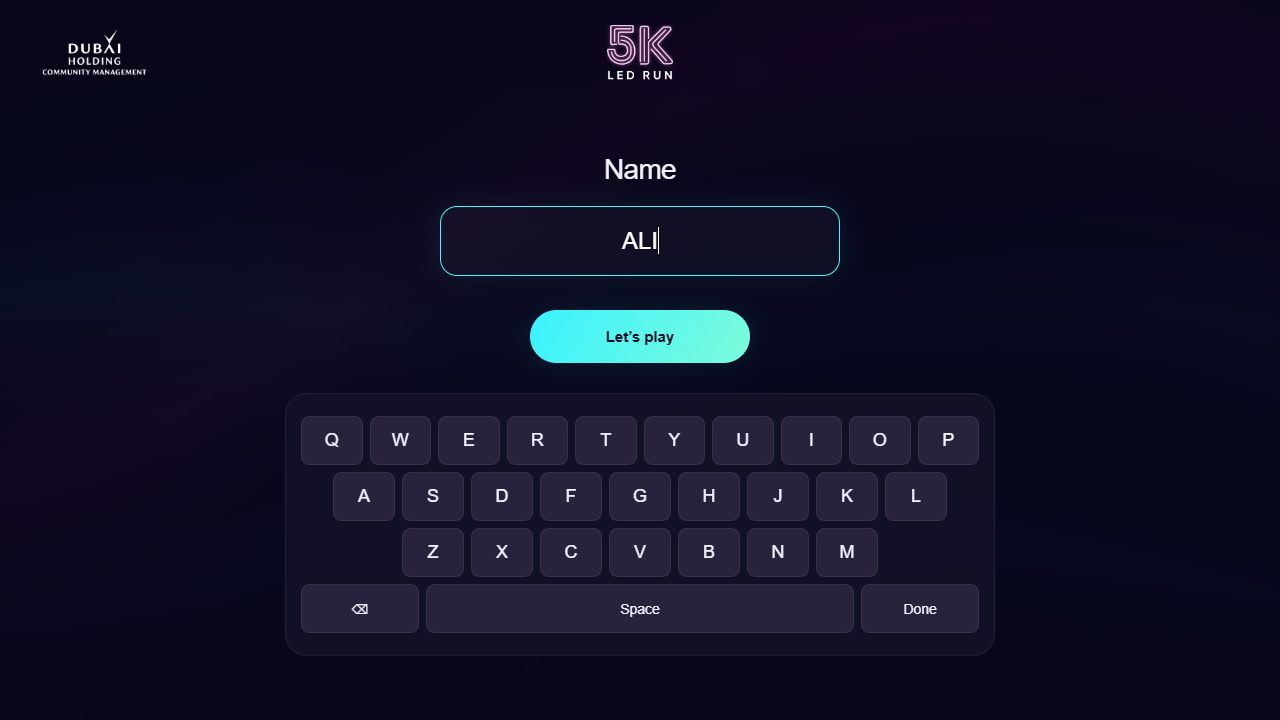 DUBAI
HOLDING
COMMUNITY MANAGEMENT
5K
LED RUN
Name
ALI
Let's play
Q W E R T Y U I O P
A S D F G H J K L
Z X C V B N M
⌫ Space Done